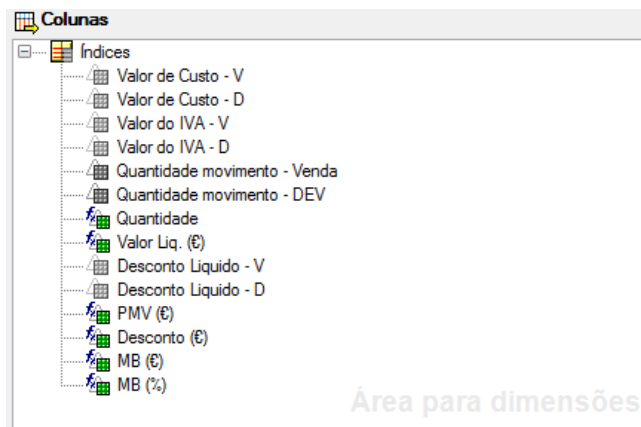 Colunas
Índices
Valor de Custo - V
Valor de Custo - D
Valor do IVA - V
Valor do IVA - D
Quantidade movimento - Venda
Quantidade movimento - DEV
Quantidade
Valor Liq. (€)
Desconto Liquido - V
Desconto Liquido - D
PMV (€)
Desconto (€)
MB (€)
MB (%)
Área para dimensões